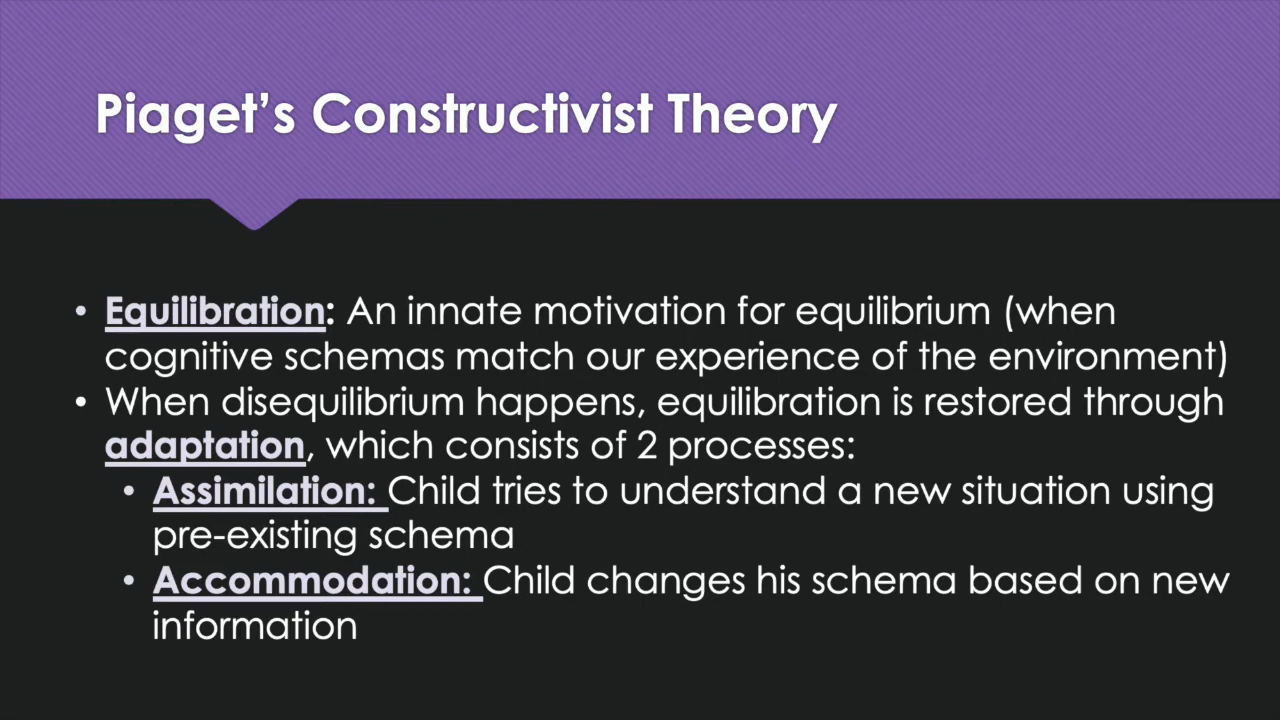 Piaget’s Constructivist Theory
• Equilibration: An innate motivation for equilibrium (when
cognitive schemas match our experience of the environment)
• When disequilibrium happens, equilibration is restored through
adaptation, which consists of 2 processes:
• Assimilation: Child tries to understand a new situation using
pre-existing schema
• Accommodation: Child changes his schema based on new
information